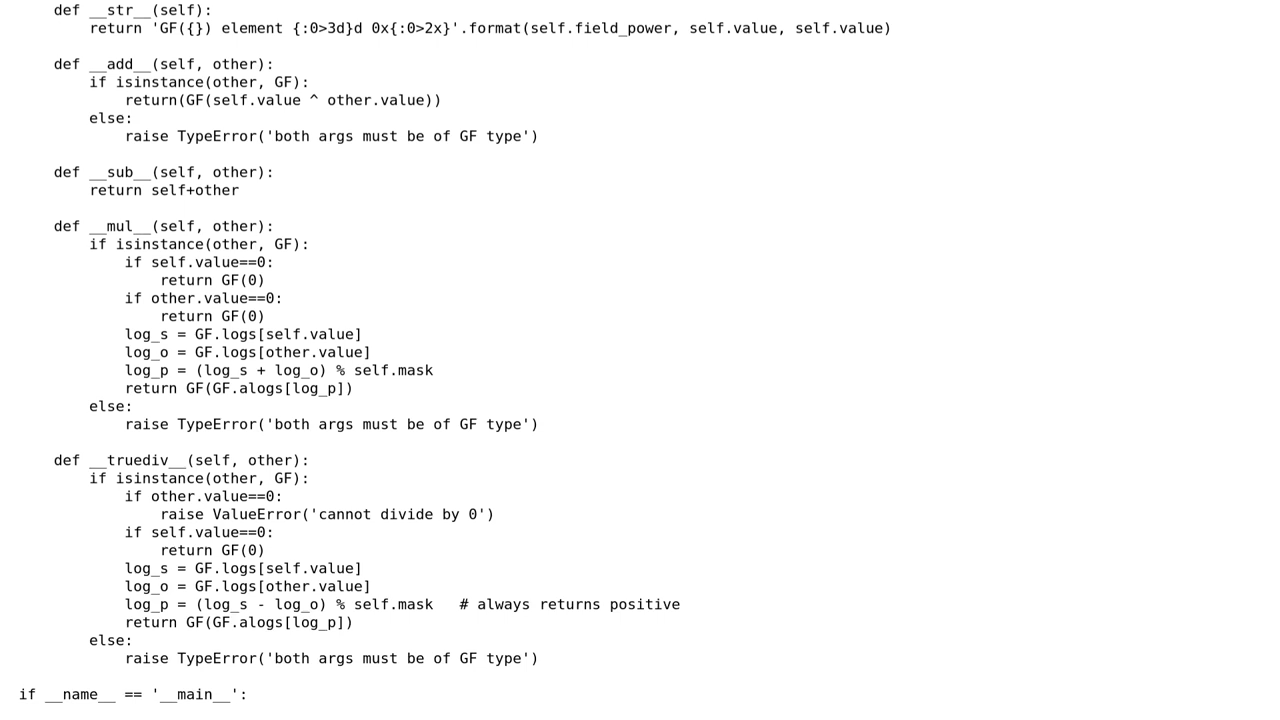 def __str__(self):
        return 'GF({}) element {:0>3d}d 0x{:0>2x}'.format(self.field_power, self.value, self.value)

    def __add__(self, other):
        if isinstance(other, GF):
            return(GF(self.value ^ other.value))
        else:
            raise TypeError('both args must be of GF type')

    def __sub__(self, other):
        return self+other

    def __mul__(self, other):
        if isinstance(other, GF):
            if self.value==0:
                return GF(0)
            if other.value==0:
                return GF(0)
            log_s = GF.logs[self.value]
            log_o = GF.logs[other.value]
            log_p = (log_s + log_o) % self.mask
            return GF(GF.alogs[log_p])
        else:
            raise TypeError('both args must be of GF type')

    def __truediv__(self, other):
        if isinstance(other, GF):
            if other.value==0:
                raise ValueError('cannot divide by 0')
            if self.value==0:
                return GF(0)
            log_s = GF.logs[self.value]
            log_o = GF.logs[other.value]
            log_p = (log_s - log_o) % self.mask   # always returns positive
            return GF(GF.alogs[log_p])
        else:
            raise TypeError('both args must be of GF type')

if __name__ == '__main__':